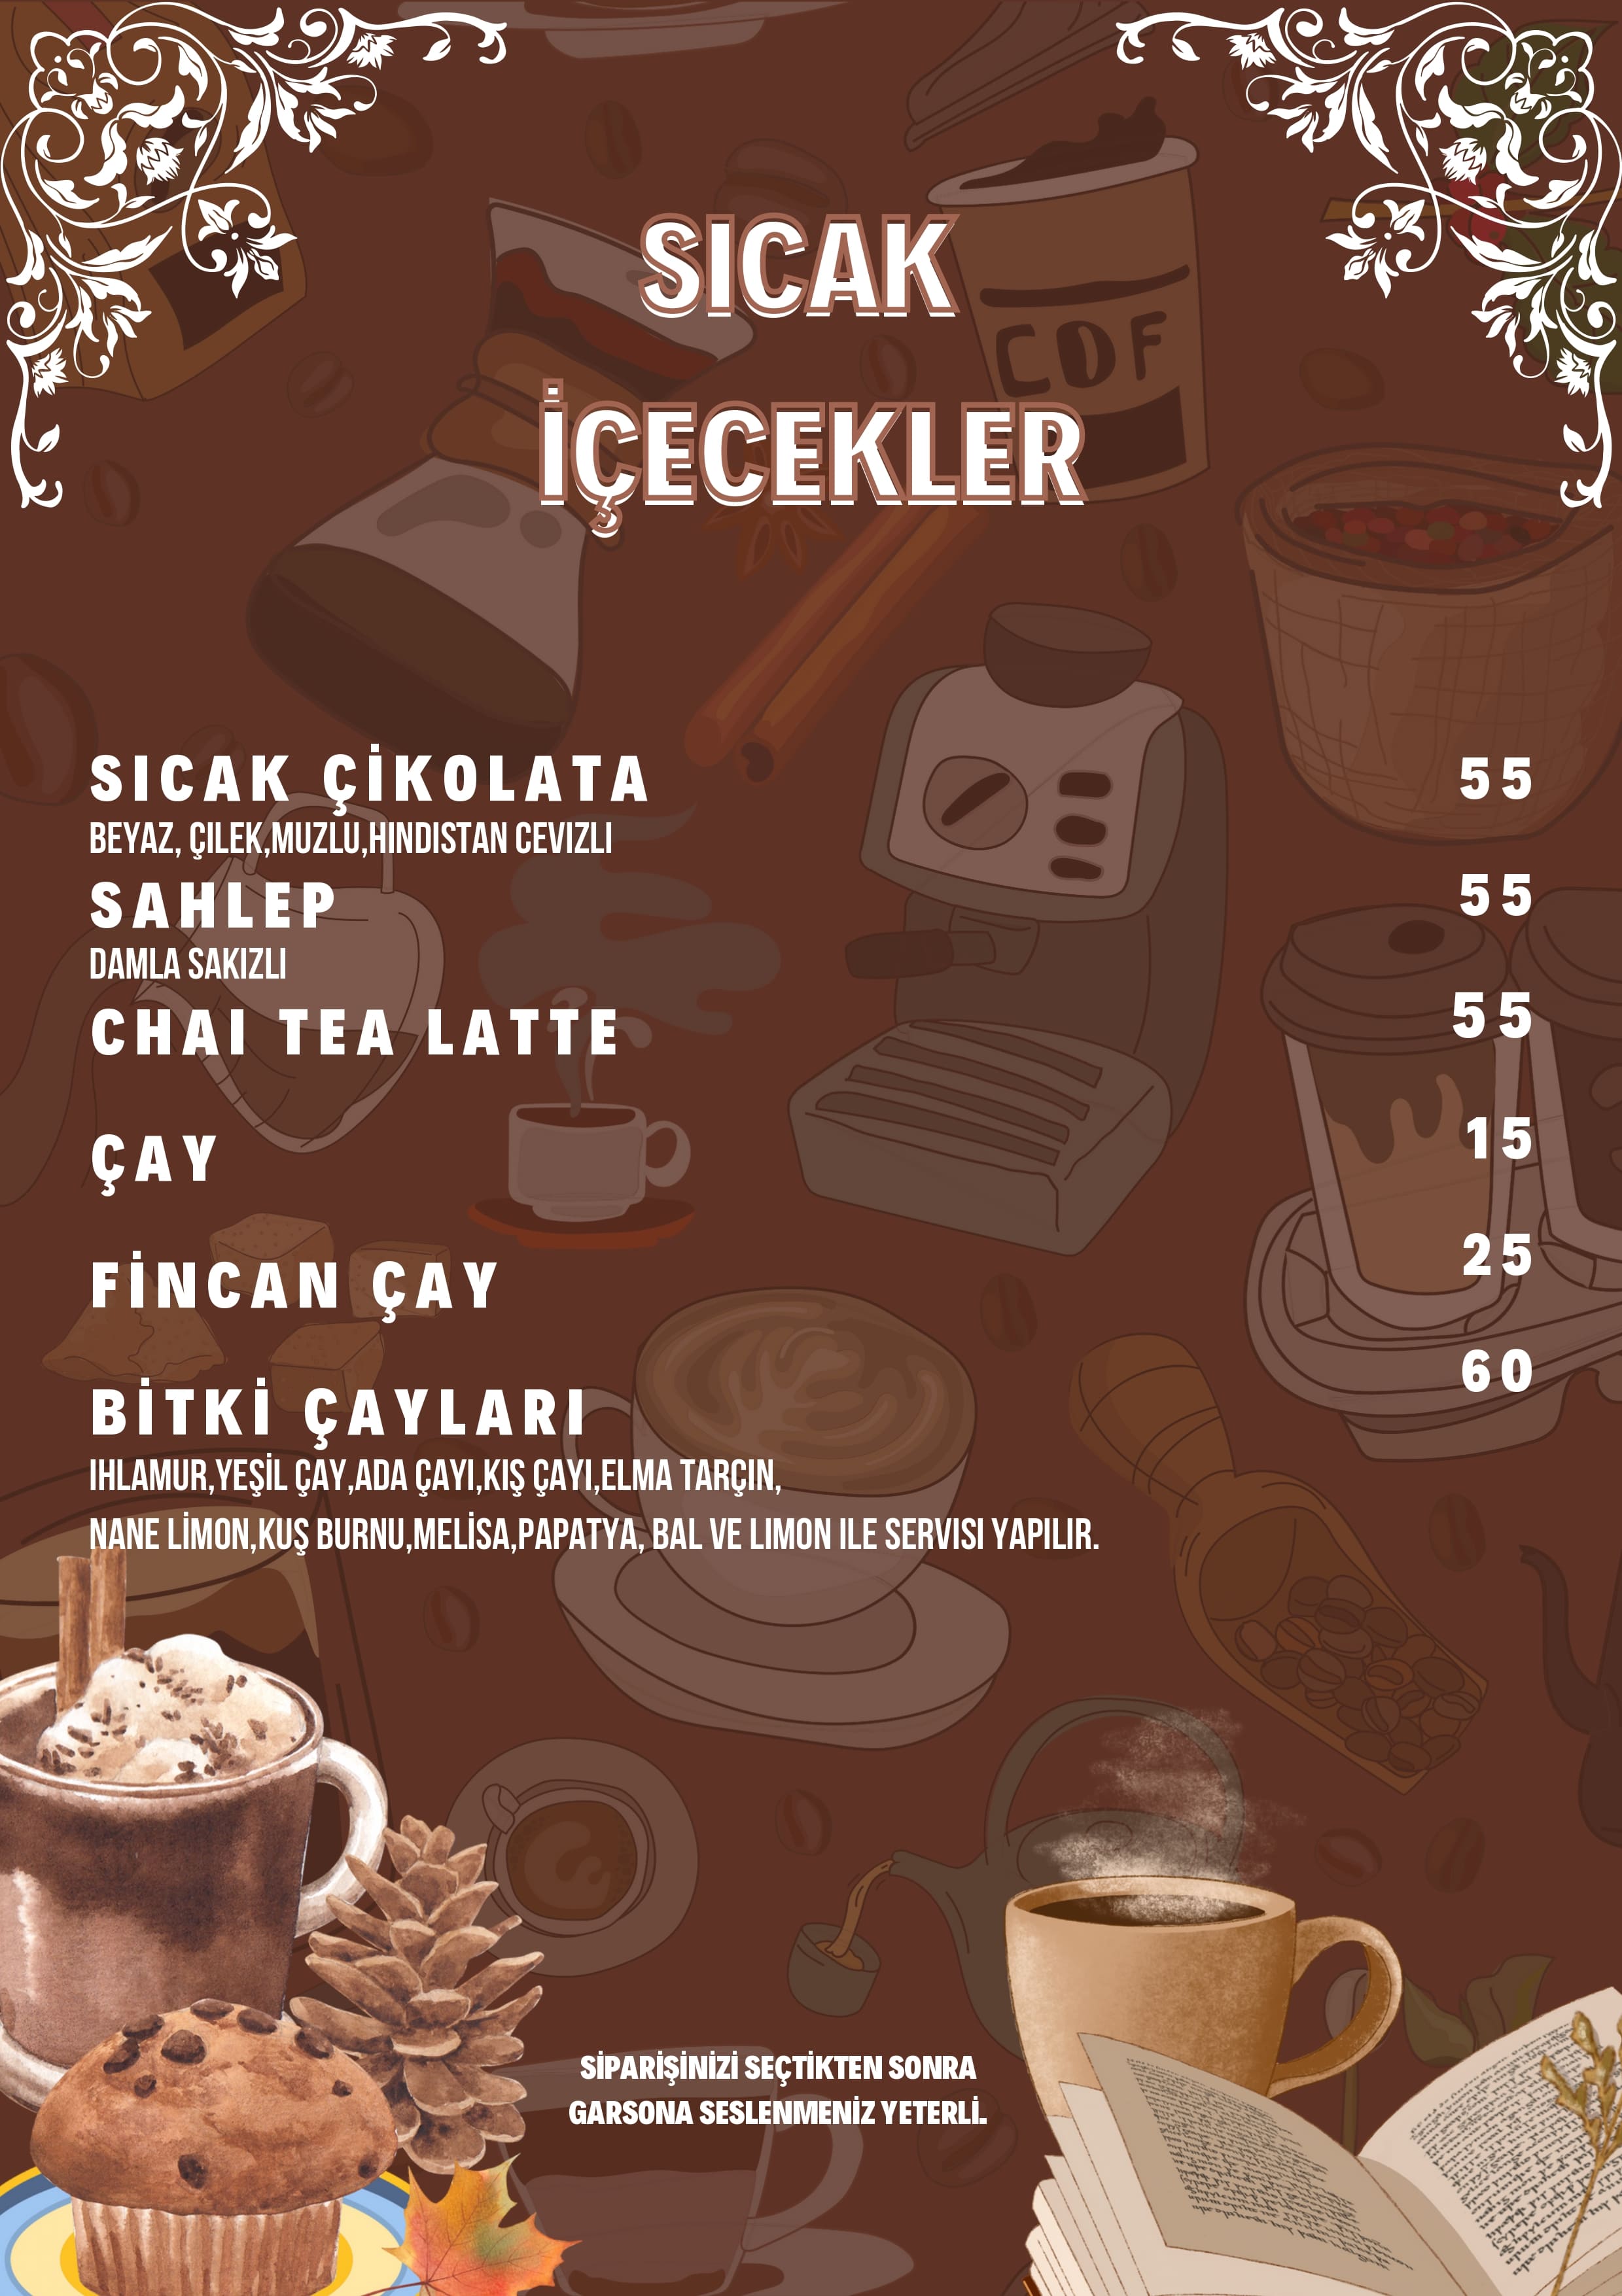 SICAK
İÇECEKLER
COF
SICAK ÇİKOLATA 55
BEYAZ, ÇILEK,MUZLU,HINDISTAN CEVIZLI
SAHLEP 55
DAMLA SAKIZLI
CHAI TEA LATTE 55
ÇAY 15
FİNCAN ÇAY 25
BİTKİ ÇAYLARI 60
IHLAMUR,YEŞİL ÇAY,ADA ÇAYI,KIŞ ÇAYI,ELMA TARÇIN,
NANE LİMON,KUŞ BURNU,MELİSA,PAPATYA, BAL VE LIMON ILE SERVISI YAPILIR.
SİPARİŞİNİZİ SEÇTİKTEN SONRA
GARSONA SESLENMENİZ YETERLİ.